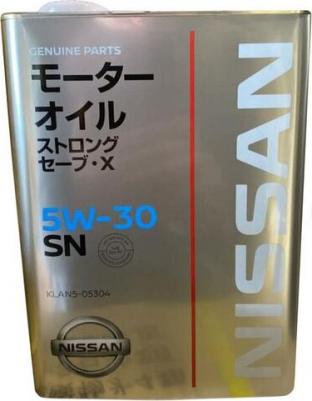 GENUINE PARTS
モーター
オイル
ストロング
セーブ・X
5W-30
SN
KLAN5-05304
NISSAN
NISSAN